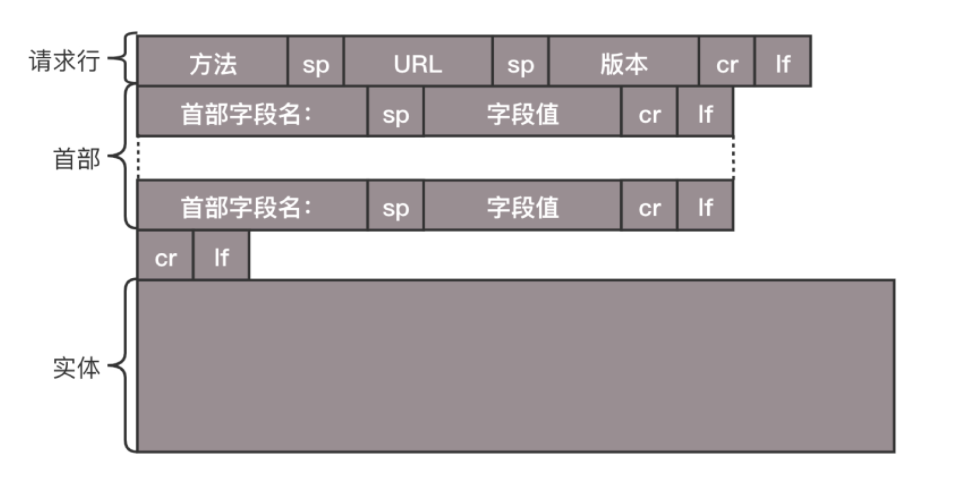 请求行 方法 sp URL sp 版本 cr lf
首部字段名: sp 字段值 cr lf
首部
首部字段名: sp 字段值 cr lf
cr lf
实体